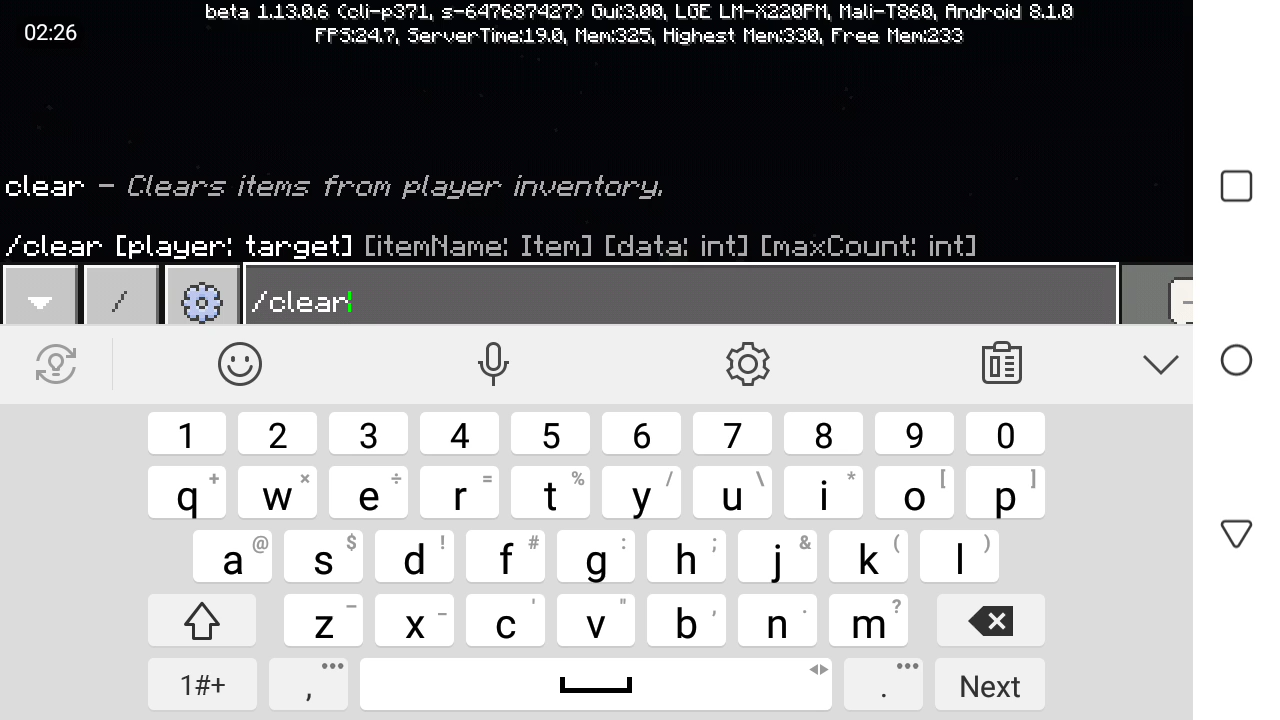 beta 1.13.0.6 (cli-p371, s-647687427) Gui:3.00, LGE LM-X220PM, Mali-T860, Android 8.1.0
02:26
FPS:24.7, ServerTime:19.0, Mem:325, Highest Mem:330, Free Mem:233
clear - Clears items from player inventory.
/clear [player: target] [itemName: Item] [data: int] [maxCount: int]
/ /clear
1 2 3 4 5 6 7 8 9 0
q + w × e ÷ r = t % y / u \ i * o [ p ]
a @ s $ d ! f # g : h ; j & k ( l )
z – x - c ' v " b , n . m ?
1#+ , ... . ... Next